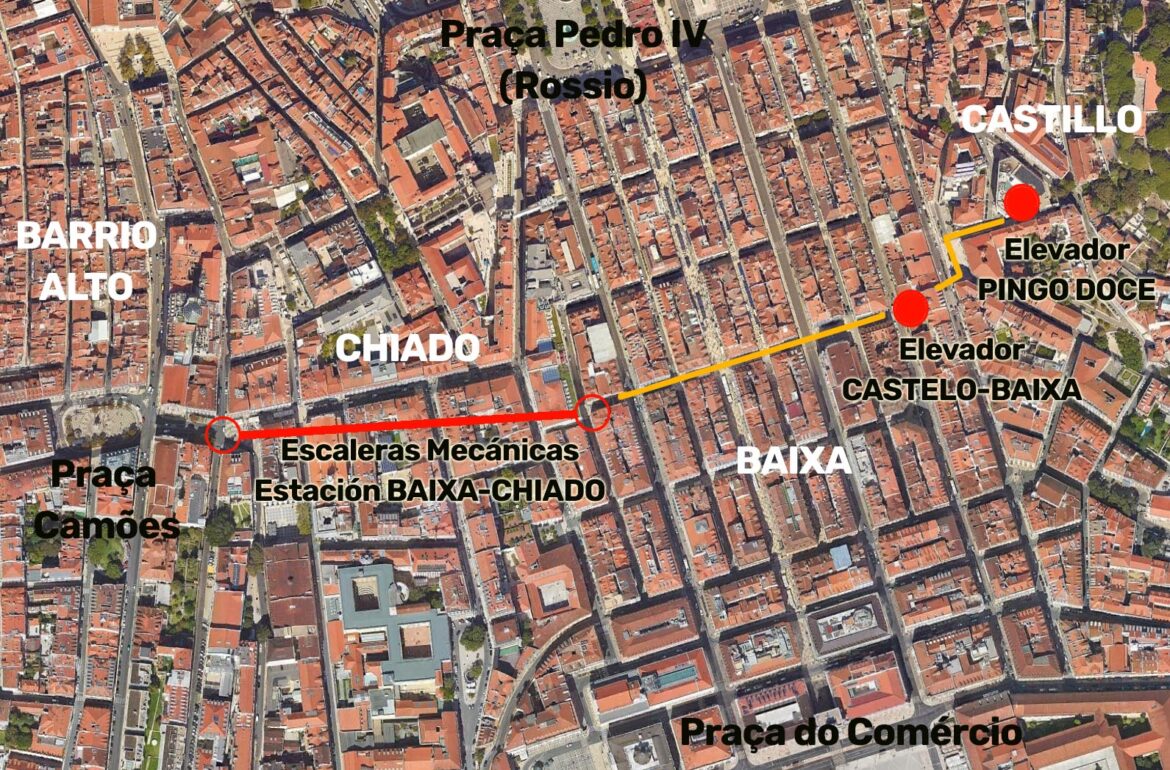 Praça Pedro IV
(Rossio)
CASTILLO
BARRIO
ALTO
Elevador
PINGO DOCE
CHIADO
Elevador
CASTELO-BAIXA
Escaleras Mecánicas
Estación BAIXA-CHIADO
BAIXA
Praça
Camões
Praça do Comércio